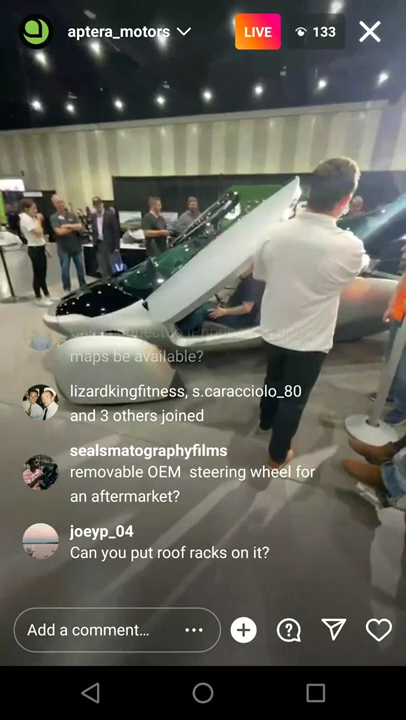 aptera_motors
LIVE
133
maps be available?
lizardkingfitness, s.caracciolo_80
and 3 others joined
sealsmatographyfilms
removable OEM steering wheel for
an aftermarket?
joeyp_04
Can you put roof racks on it?
Add a comment...